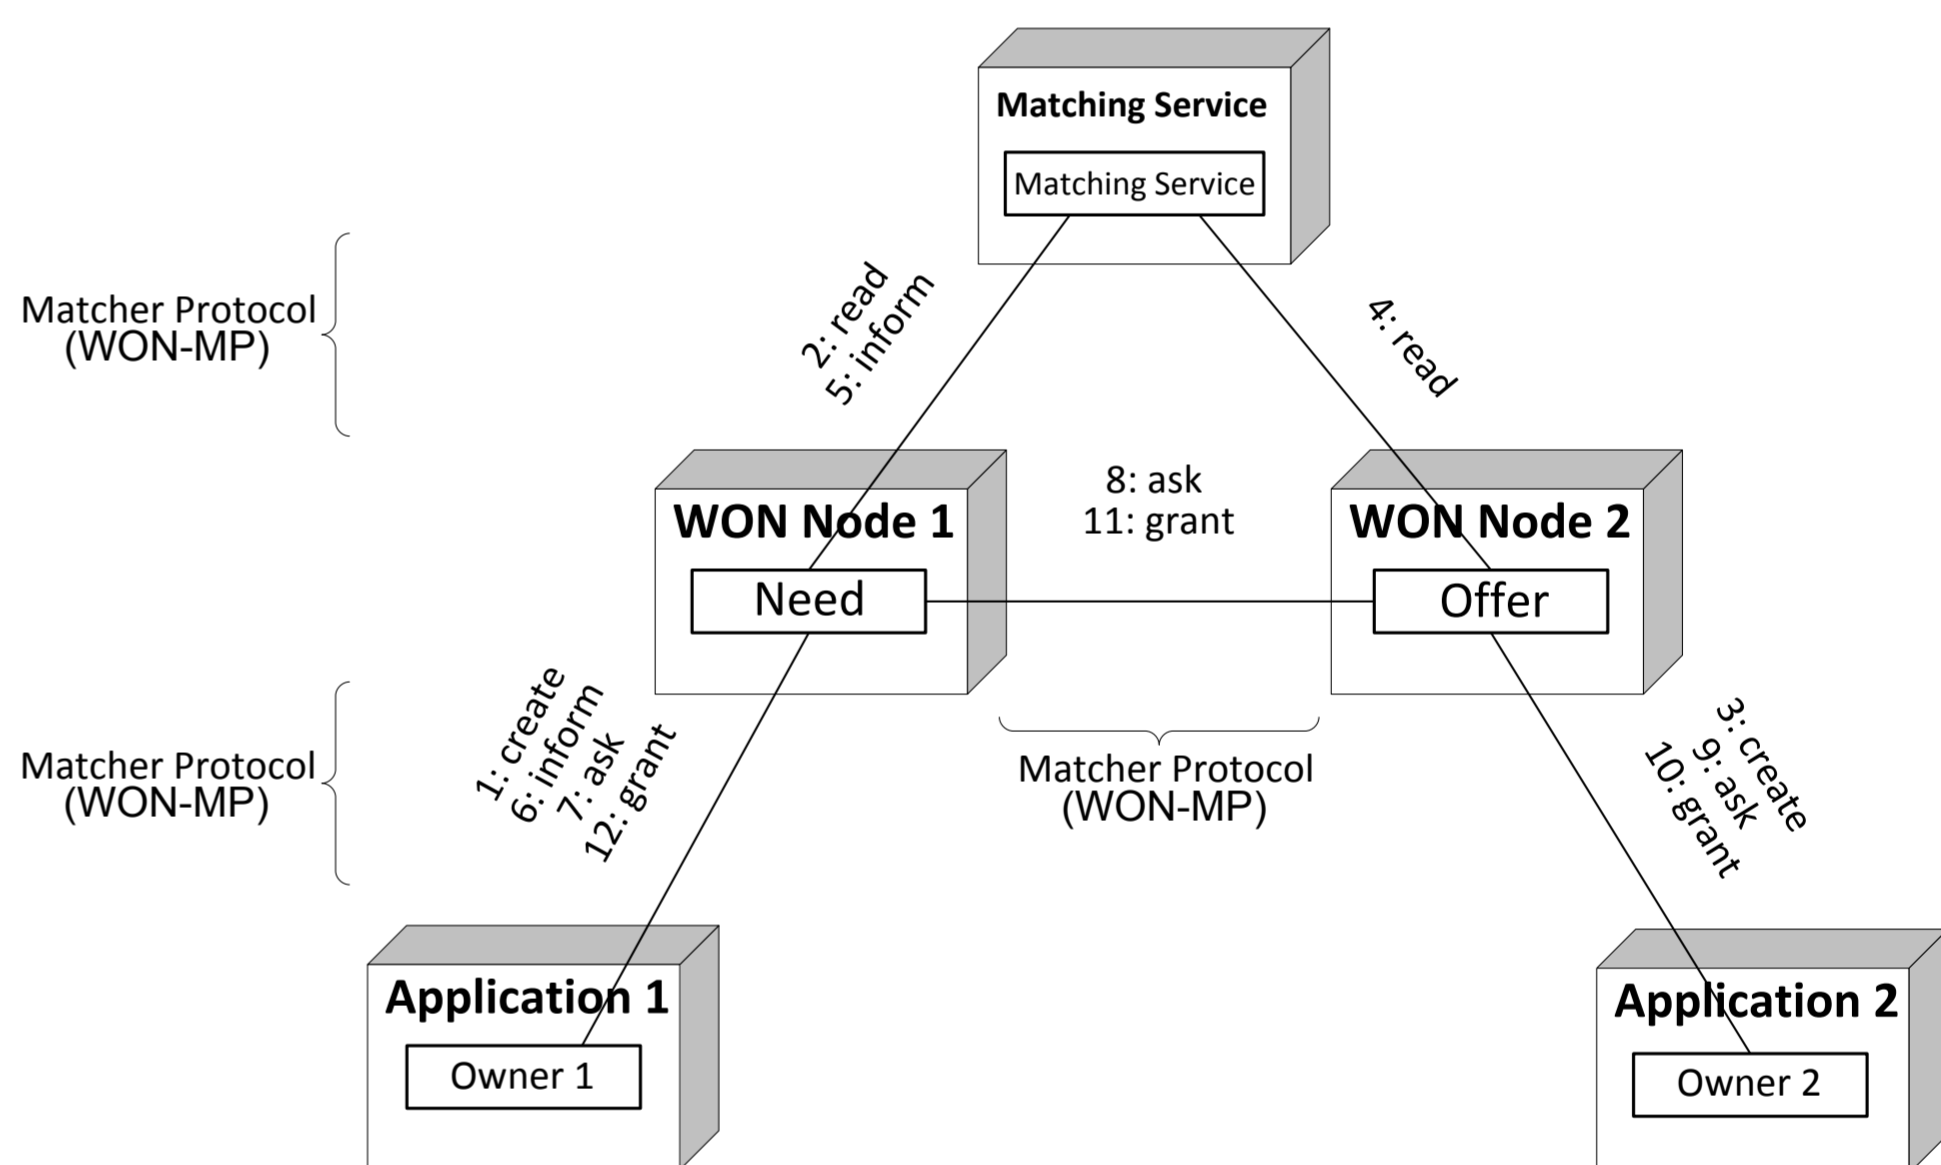 Matching Service
Matching Service
Matcher Protocol
(WON-MP)
2: read
5: inform
4: read
8: ask
11: grant
WON Node 1
Need
WON Node 2
Offer
Matcher Protocol
(WON-MP)
1: create
6: inform
7: ask
12: grant
Matcher Protocol
(WON-MP)
3: create
9: ask
10: grant
Application 1
Owner 1
Application 2
Owner 2